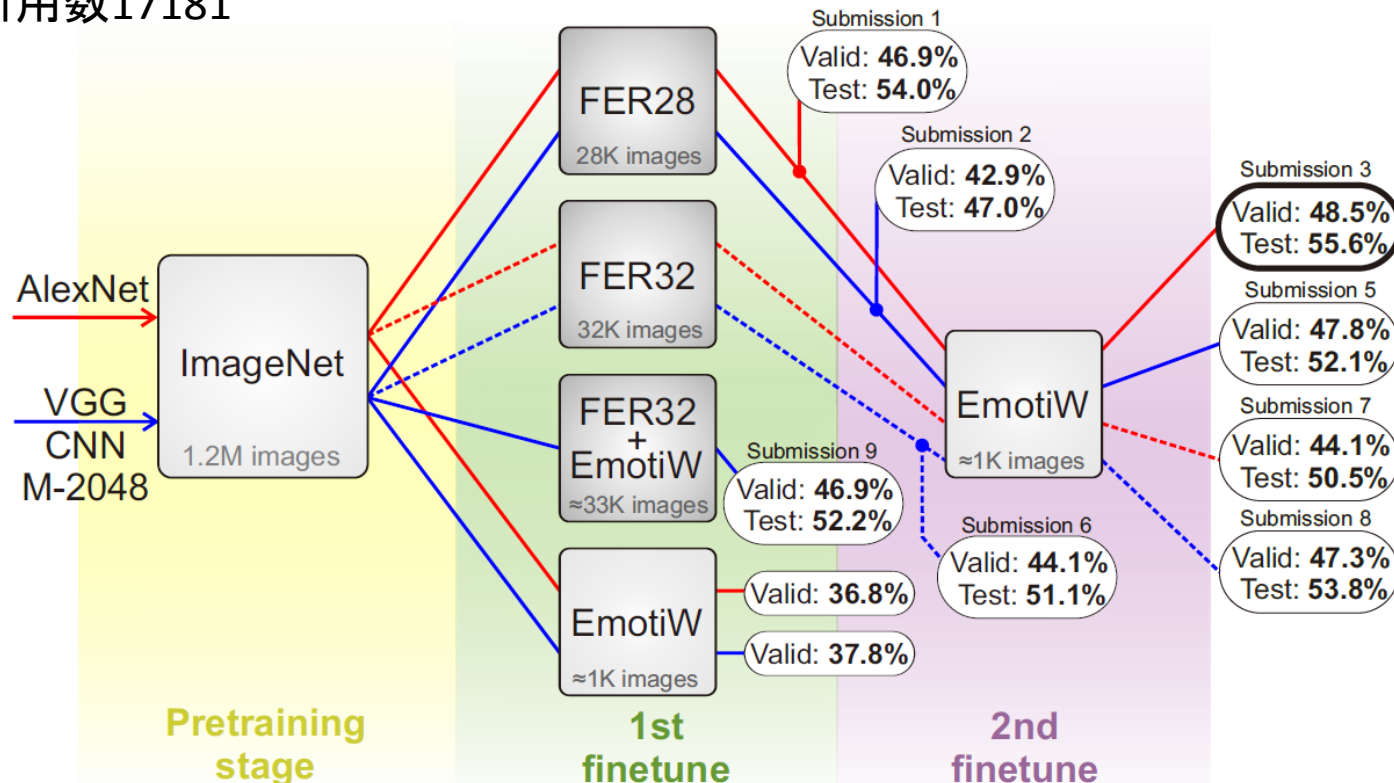 用数17181
Submission 1
Valid: 46.9%
Test: 54.0%
FER28
28K images
Submission 2
Valid: 42.9%
Test: 47.0%
Submission 3
Valid: 48.5%
Test: 55.6%
FER32
32K images
AlexNet
ImageNet
1.2M images
VGG
CNN
M-2048
Submission 5
Valid: 47.8%
Test: 52.1%
EmotiW
≈1K images
FER32
+
EmotiW
≈33K images
Submission 9
Valid: 46.9%
Test: 52.2%
Submission 7
Valid: 44.1%
Test: 50.5%
Submission 6
Valid: 44.1%
Test: 51.1%
Submission 8
Valid: 47.3%
Test: 53.8%
EmotiW
≈1K images
Valid: 36.8%
Valid: 37.8%
Pretraining
stage
1st
finetune
2nd
finetune